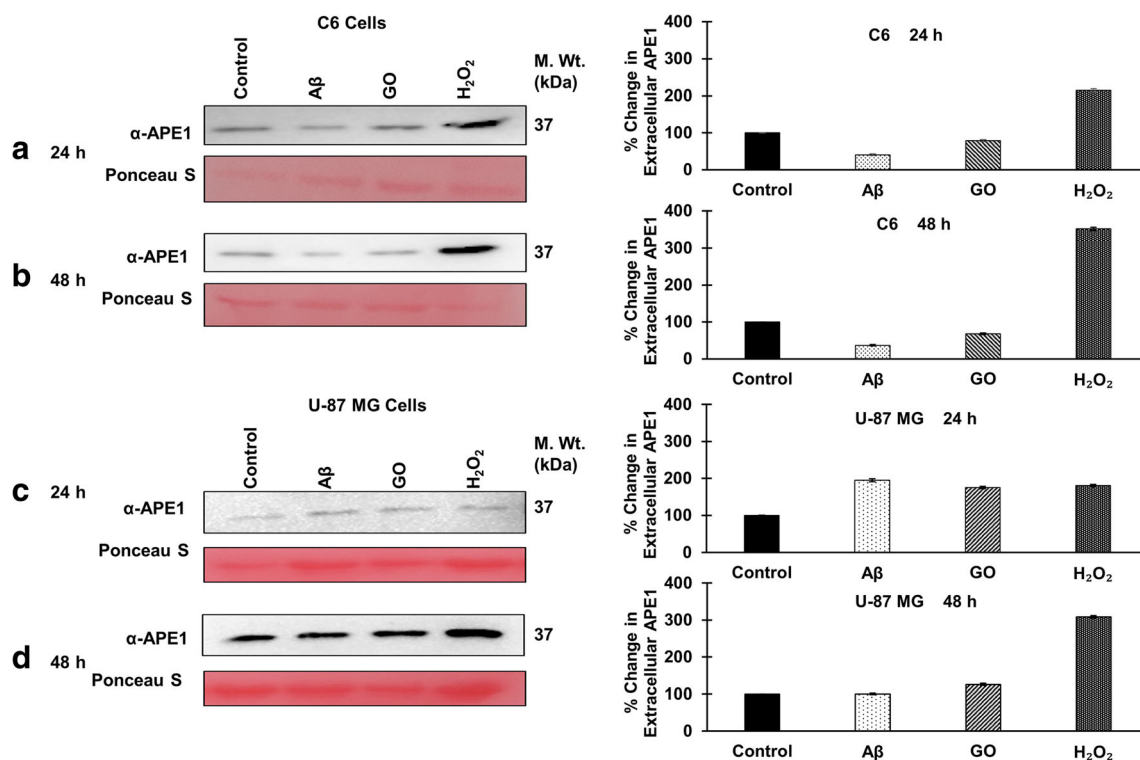 C6 Cells
Control
Aβ
GO
H₂O₂
M. Wt.
(kDa)
a
24 h
α-APE1
37
Ponceau S
b
48 h
α-APE1
37
Ponceau S
U-87 MG Cells
Control
Aβ
GO
H₂O₂
M. Wt.
(kDa)
c
24 h
α-APE1
37
Ponceau S
d
48 h
α-APE1
37
Ponceau S
C6 24 h
% Change in
Extracellular APE1
400
300
200
100
0
Control Aβ GO H₂O₂
C6 48 h
% Change in
Extracellular APE1
400
300
200
100
0
Control Aβ GO H₂O₂
U-87 MG 24 h
% Change in
Extracellular APE1
400
300
200
100
0
Control Aβ GO H₂O₂
U-87 MG 48 h
% Change in
Extracellular APE1
400
300
200
100
0
Control Aβ GO H₂O₂